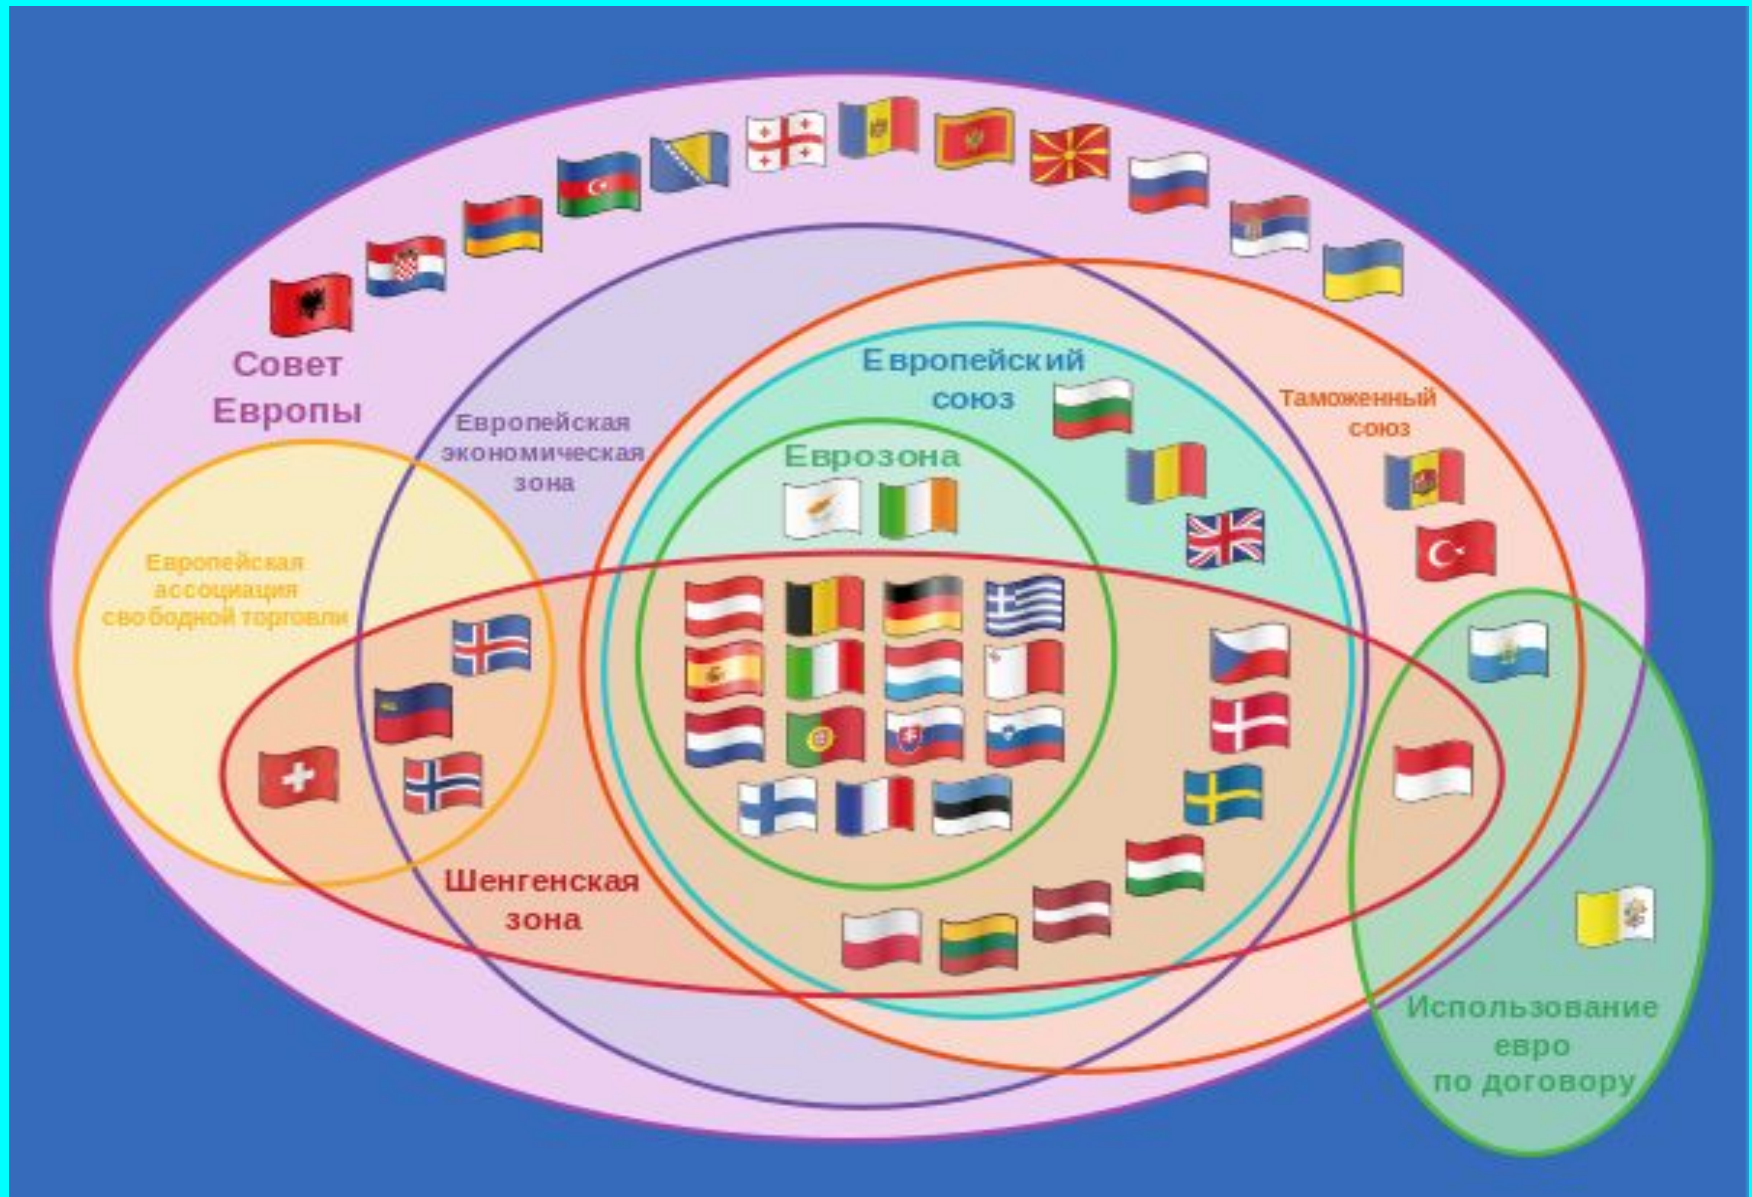 Совет
Европы
Европейская
экономическая
зона
Европейский
союз
Таможенный
союз
Еврозона
Европейская
ассоциация
свободной торговли
Шенгенская
зона
Использование
евро
по договору